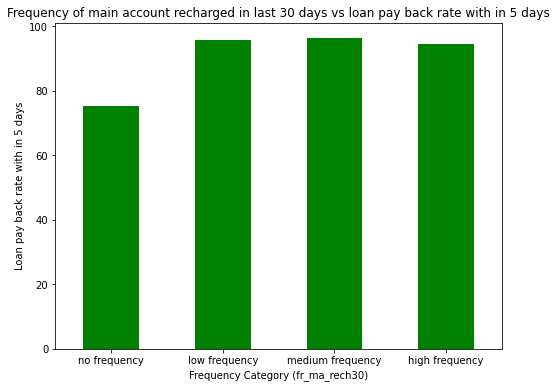 Frequency of main account recharged in last 30 days vs loan pay back rate with in 5 days
Loan pay back rate with in 5 days
100
80
60
40
20
0
no frequency
low frequency
medium frequency
high frequency
Frequency Category (fr_ma_rech30)